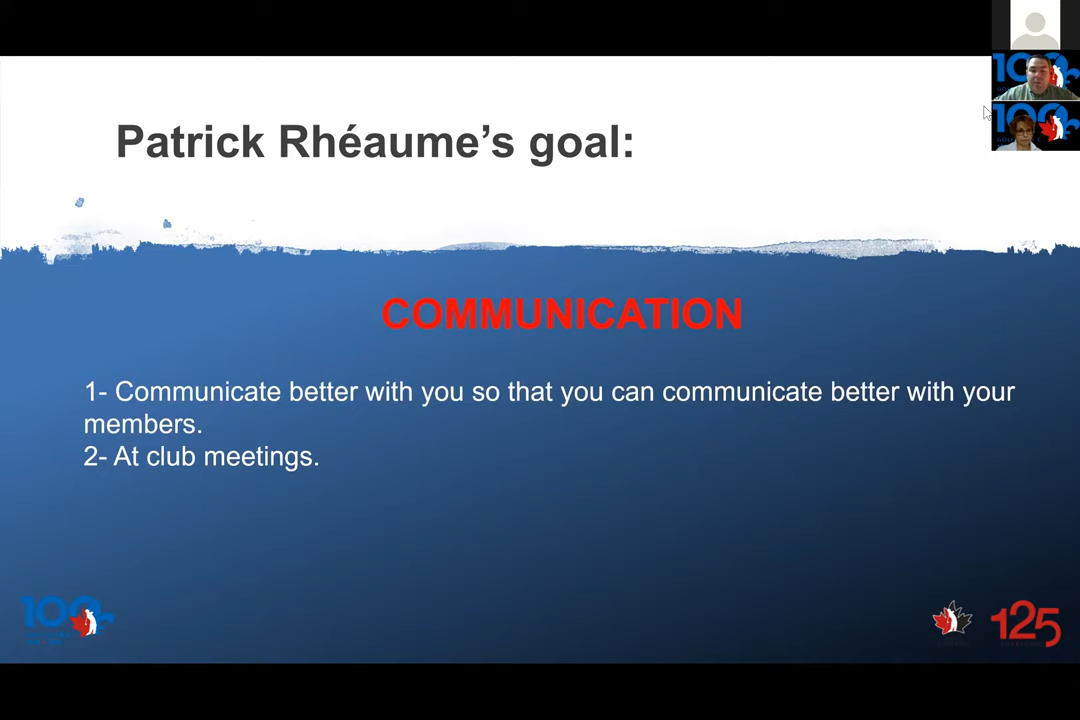 Patrick Rhéaume’s goal:
COMMUNICATION
1- Communicate better with you so that you can communicate better with your
members.
2- At club meetings.
100
125